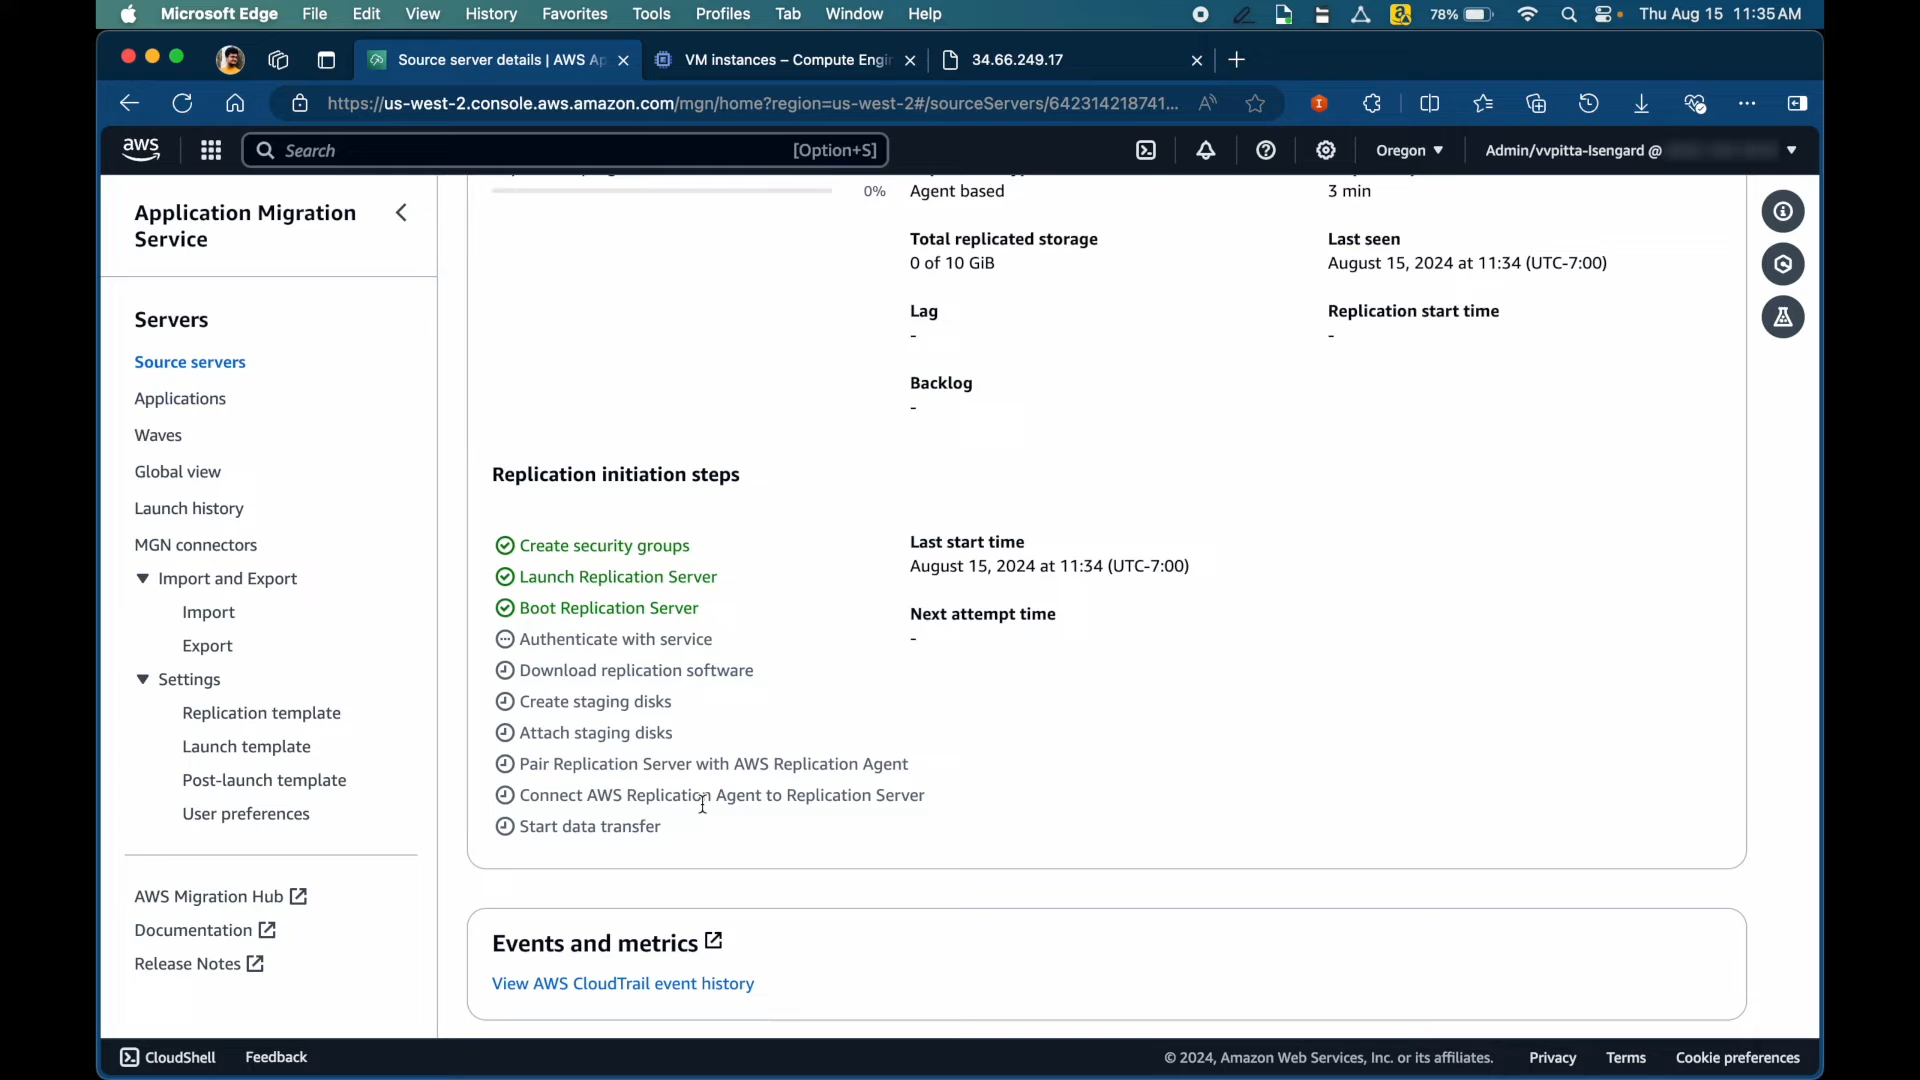 Microsoft Edge File Edit View History Favorites Tools Profiles Tab Window Help 78% Thu Aug 15 11:35 AM
Source server details | AWS Ap
VM instances – Compute Engi
34.66.249.17
https://us-west-2.console.aws.amazon.com/mgn/home?region=us-west-2#/sourceServers/642314218741...
aws
Search
[Option+S]
Oregon
Admin/vvpitta-Isengard @
Application Migration
Service
Servers
Source servers
Applications
Waves
Global view
Launch history
MGN connectors
Import and Export
Import
Export
Settings
Replication template
Launch template
Post-launch template
User preferences
AWS Migration Hub
Documentation
Release Notes
0%
Agent based
3 min
Total replicated storage
0 of 10 GiB
Last seen
August 15, 2024 at 11:34 (UTC-7:00)
Lag
-
Replication start time
-
Backlog
-
Replication initiation steps
Create security groups
Launch Replication Server
Boot Replication Server
Authenticate with service
Download replication software
Create staging disks
Attach staging disks
Pair Replication Server with AWS Replication Agent
Connect AWS Replication Agent to Replication Server
Start data transfer
Last start time
August 15, 2024 at 11:34 (UTC-7:00)
Next attempt time
-
Events and metrics
View AWS CloudTrail event history
CloudShell
Feedback
© 2024, Amazon Web Services, Inc. or its affiliates.
Privacy
Terms
Cookie preferences